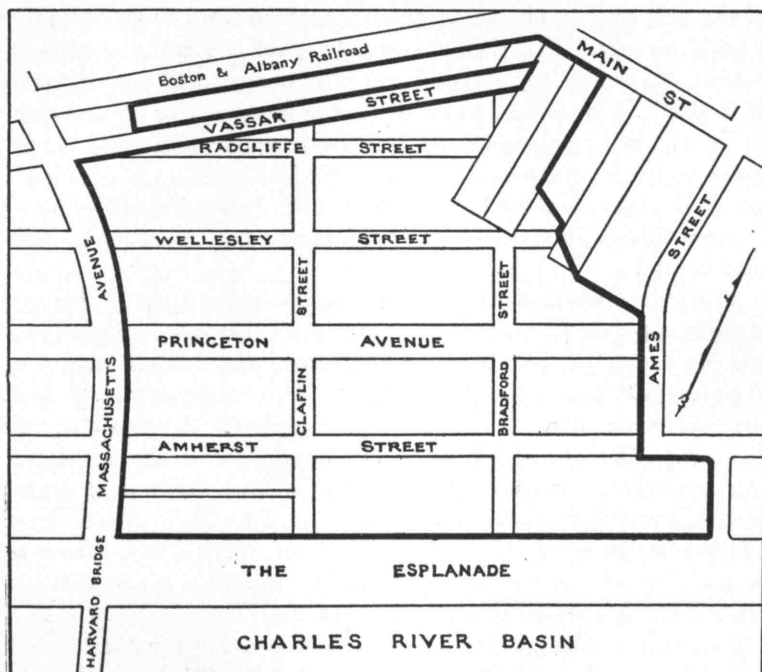 Boston & Albany Railroad
MAIN ST
VASSAR STREET
RADCLIFFE STREET
STREET
WELLESLEY STREET
AVENUE
STREET
STREET
PRINCETON AVENUE
MASSACHUSETTS
CLAFLIN
BRADFORD
AMES
AMHERST STREET
HARVARD BRIDGE
THE ESPLANADE
CHARLES RIVER BASIN